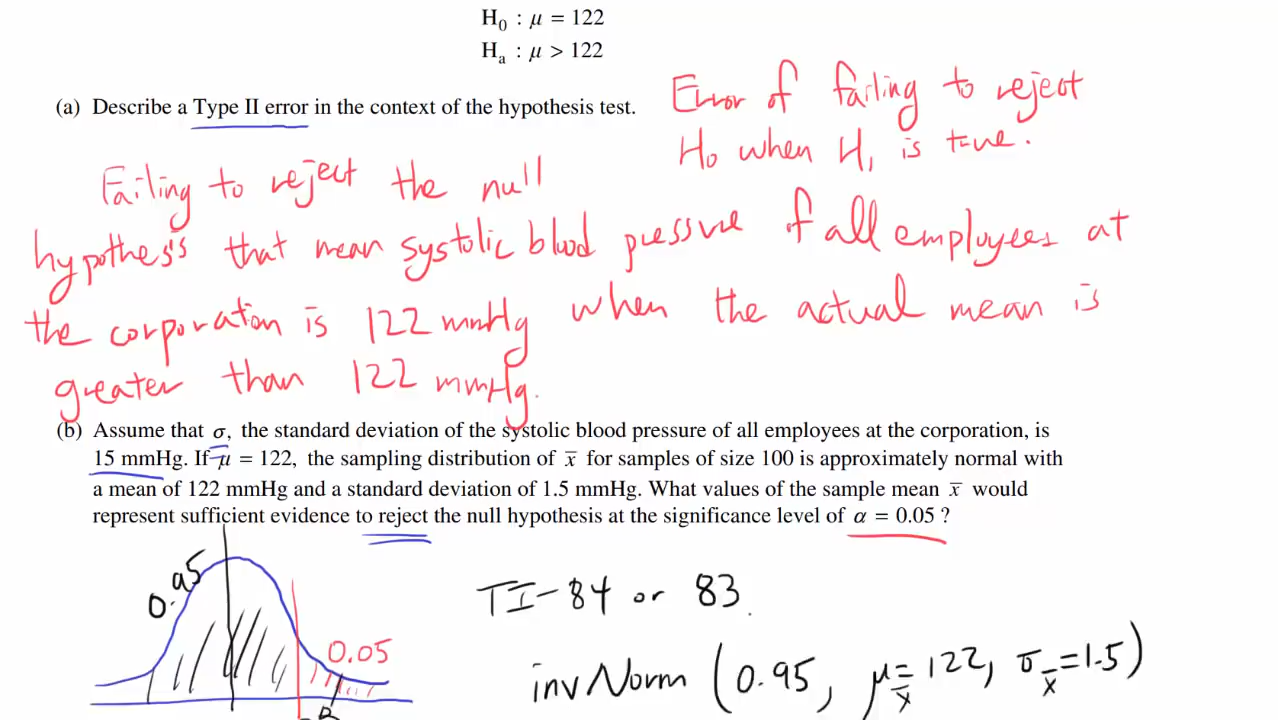 H₀ : μ = 122
Hₐ : μ > 122
(a) Describe a Type II error in the context of the hypothesis test.
Error of failing to reject
H₀ when H₁ is true.
Failing to reject the null
hypothesis that mean systolic blood pressure of all employees at
the corporation is 122 mmHg when the actual mean is
greater than 122 mmHg.
(b) Assume that σ, the standard deviation of the systolic blood pressure of all employees at the corporation, is
15 mmHg. If μ = 122, the sampling distribution of x̅ for samples of size 100 is approximately normal with
a mean of 122 mmHg and a standard deviation of 1.5 mmHg. What values of the sample mean x̅ would
represent sufficient evidence to reject the null hypothesis at the significance level of α = 0.05 ?
0.95
TI-84 or 83.
0.05
invNorm (0.95, μx̅ = 122, σx̅ = 1.5)